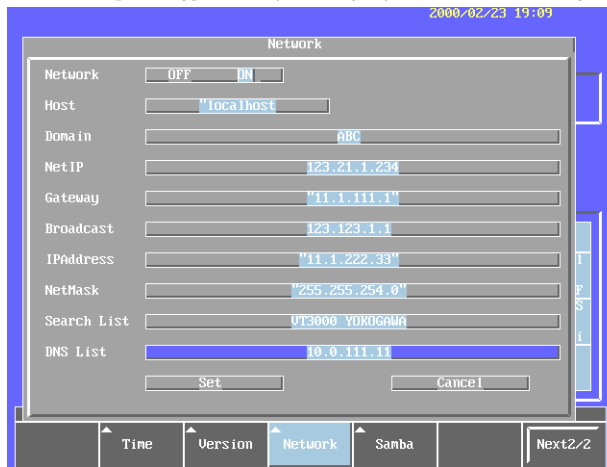 2000/02/23 19:09
Network
Network OFF ON
Host "localhost
Domain ABC
NetIP 123.21.1.234
Gateway "11.1.111.1"
Broadcast 123.123.1.1
IPAddress "11.1.222.33"
NetMask "255.255.254.0"
Search List VT3000 YOKOGAWA
DNS List 10.0.111.11
Set Cancel
Time Version Network Samba Next2/2